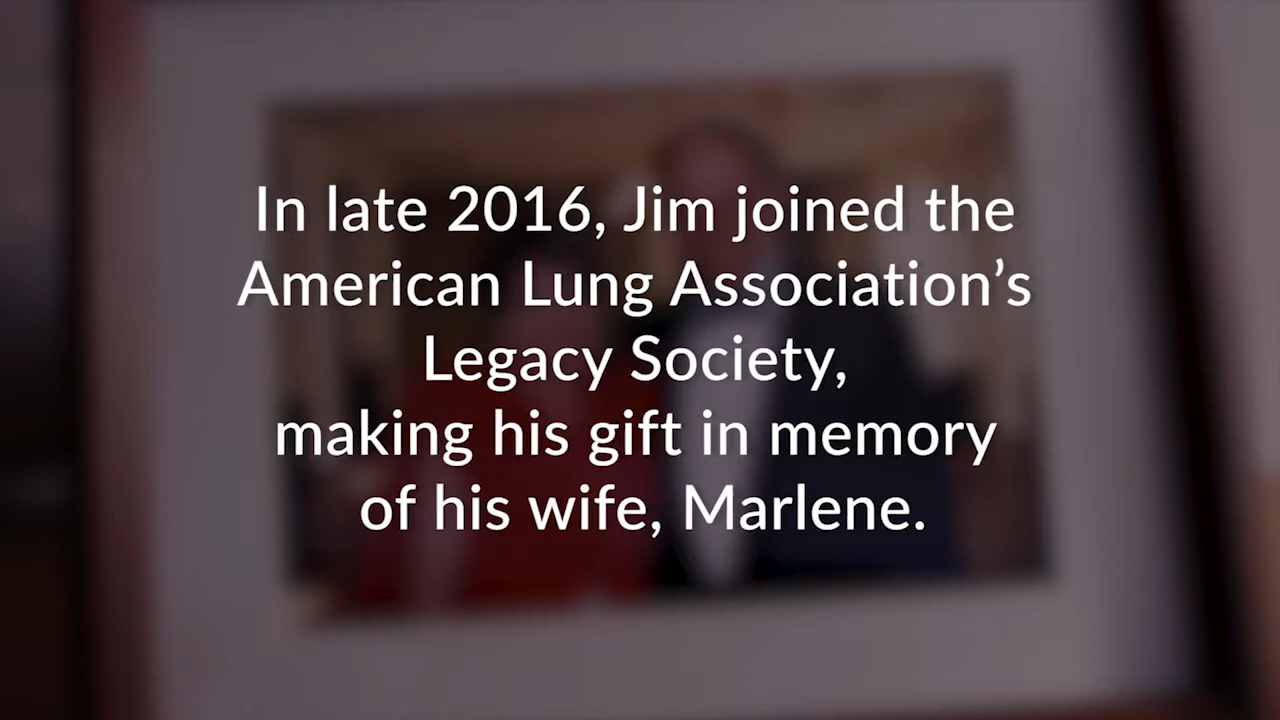 In late 2016, Jim joined the
American Lung Association’s
Legacy Society,
making his gift in memory
of his wife, Marlene.